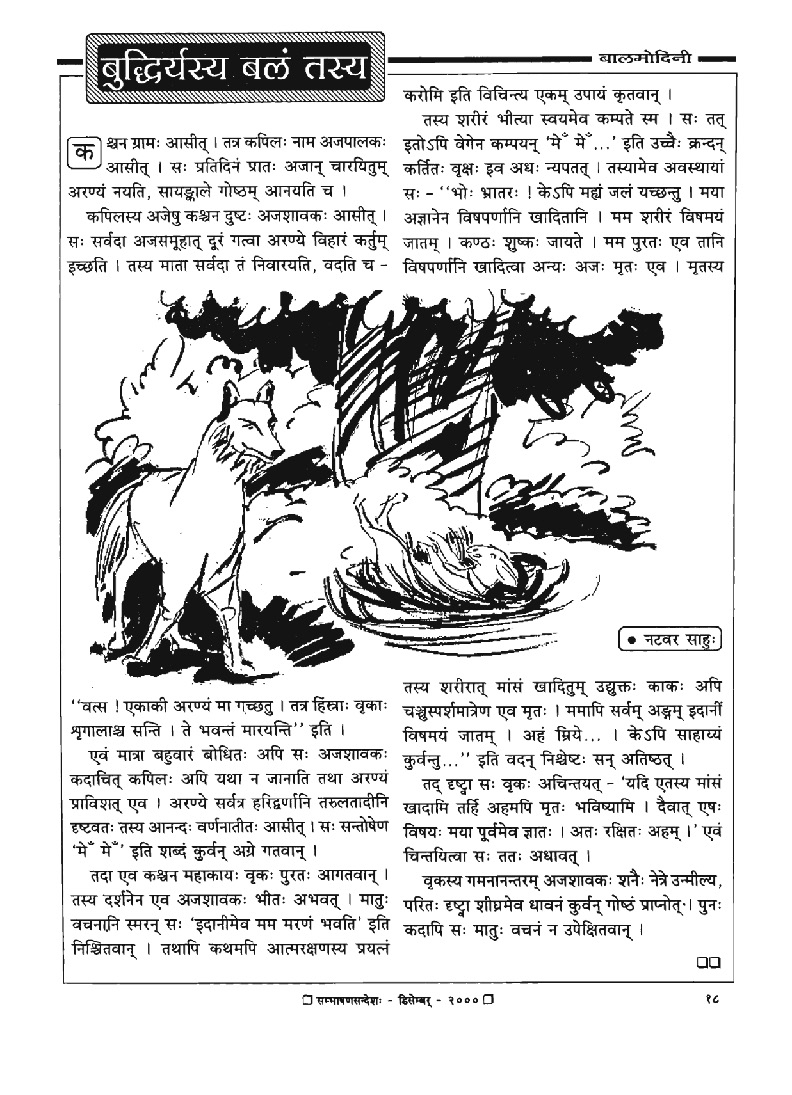 बुद्धिर्यस्य बलं तस्य
बालमोदिनी
कश्चन ग्रामः आसीत् । तत्र कपिलः नाम अजपालकः
आसीत् । सः प्रतिदिनं प्रातः अजान् चारयितुम्
अरण्यं नयति, सायङ्काले गोष्ठम् आनयति च ।
कपिलस्य अजेषु कश्चन दुष्टः अजशावकः आसीत् ।
सः सर्वदा अजसमूहात् दूरं गत्वा अरण्ये विहारं कर्तुम्
इच्छति । तस्य माता सर्वदा तं निवारयति, वदति च -
"वत्स ! एकाकी अरण्यं मा गच्छतु । तत्र हिंस्त्राः वृकाः
शृगालाश्च सन्ति । ते भवन्तं मारयन्ति" इति ।
एवं मात्रा बहुवारं बोधितः अपि सः अजशावकः
कदाचित् कपिलः अपि यथा न जानाति तथा अरण्यं
प्राविशत् एव । अरण्ये सर्वत्र हरिद्वर्णानि तरुलतादीनि
दृष्टवतः तस्य आनन्दः वर्णनातीतः आसीत् । सः सन्तोषेण
'मेँ मेँ' इति शब्दं कुर्वन् अग्रे गतवान् ।
तदा एव कश्चन महाकायः वृकः पुरतः आगतवान् ।
तस्य दर्शनेन एव अजशावकः भीतः अभवत् । मातुः
वचनानि स्मरन् सः 'इदानीमेव मम मरणं भवति' इति
निश्चितवान् । तथापि कथमपि आत्मरक्षणस्य प्रयत्नं
करोमि इति विचिन्त्य एकम् उपायं कृतवान् ।
तस्य शरीरं भीत्या स्वयमेव कम्पते स्म । सः तत्
इतोऽपि वेगेन कम्पयन् 'मेँ मेँ...' इति उच्चैः क्रन्दन्
कर्तितः वृक्षः इव अधः न्यपतत् । तस्यामेव अवस्थायां
सः - "भोः भ्रातरः ! केऽपि मह्यं जलं यच्छन्तु । मया
अज्ञानेन विषपर्णानि खादितानि । मम शरीरं विषमयं
जातम् । कण्ठः शुष्कः जायते । मम पुरतः एव तानि
विषपर्णानि खादित्वा अन्यः अजः मृतः एव । मृतस्य
• नटवर साहुः
तस्य शरीरात् मांसं खादितुम् उद्युक्तः काकः अपि
चञ्चुस्पर्शमात्रेण एव मृतः । ममापि सर्वम् अङ्गम् इदानीं
विषमयं जातम् । अहं म्रिये... । केऽपि साहाय्यं
कुर्वन्तु..." इति वदन् निश्चेष्टः सन् अतिष्ठत् ।
तद् दृष्ट्वा सः वृकः अचिन्तयत् - 'यदि एतस्य मांसं
खादामि तर्हि अहमपि मृतः भविष्यामि । दैवात् एषः
विषयः मया पूर्वमेव ज्ञातः । अतः रक्षितः अहम् ।' एवं
चिन्तयित्वा सः ततः अधावत् ।
वृकस्य गमनानन्तरम् अजशावकः शनैः नेत्रे उन्मील्य,
परितः दृष्ट्वा शीघ्रमेव धावनं कुर्वन् गोष्ठं प्राप्नोत् । पुनः
कदापि सः मातुः वचनं न उपेक्षितवान् ।
❑ सम्भाषणसन्देशः - डिसेम्बर् - २००० ❑
१८